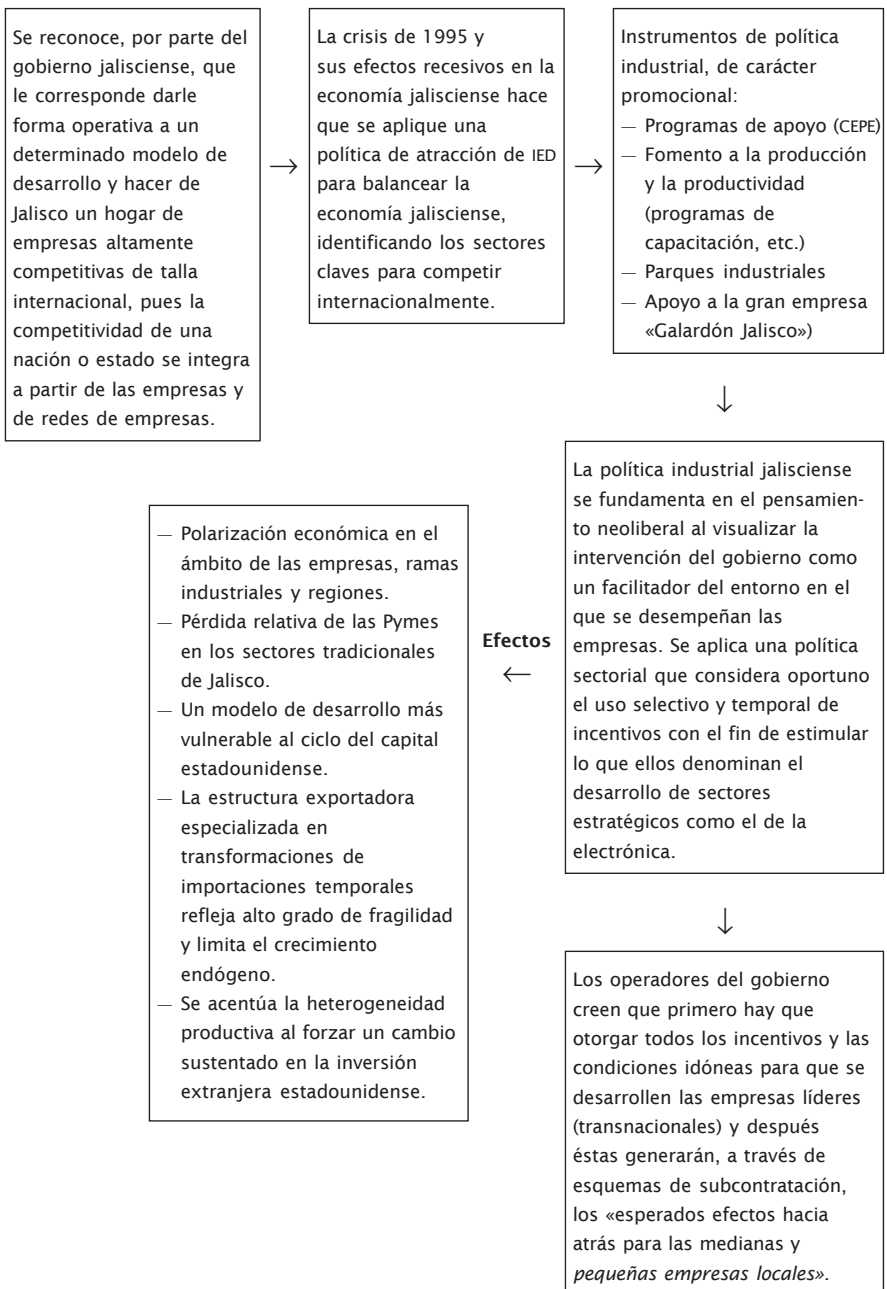 Se reconoce, por parte del
gobierno jalisciense, que
le corresponde darle
forma operativa a un
determinado modelo de
desarrollo y hacer de
Jalisco un hogar de
empresas altamente
competitivas de talla
internacional, pues la
competitividad de una
nación o estado se integra
a partir de las empresas y
de redes de empresas.
→
La crisis de 1995 y
sus efectos recesivos en la
economía jalisciense hace
que se aplique una
política de atracción de IED
para balancear la
economía jalisciense,
identificando los sectores
claves para competir
internacionalmente.
→
Instrumentos de política
industrial, de carácter
promocional:
— Programas de apoyo (CEPE)
— Fomento a la producción
y la productividad
(programas de
capacitación, etc.)
— Parques industriales
— Apoyo a la gran empresa
«Galardón Jalisco»)
↓
La política industrial jalisciense
se fundamenta en el pensamien-
to neoliberal al visualizar la
intervención del gobierno como
un facilitador del entorno en el
que se desempeñan las
empresas. Se aplica una política
sectorial que considera oportuno
el uso selectivo y temporal de
incentivos con el fin de estimular
lo que ellos denominan el
desarrollo de sectores
estratégicos como el de la
electrónica.
Efectos
←
— Polarización económica en el
ámbito de las empresas, ramas
industriales y regiones.
— Pérdida relativa de las Pymes
en los sectores tradicionales
de Jalisco.
— Un modelo de desarrollo más
vulnerable al ciclo del capital
estadounidense.
— La estructura exportadora
especializada en
transformaciones de
importaciones temporales
refleja alto grado de fragilidad
y limita el crecimiento
endógeno.
— Se acentúa la heterogeneidad
productiva al forzar un cambio
sustentado en la inversión
extranjera estadounidense.
↓
Los operadores del gobierno
creen que primero hay que
otorgar todos los incentivos y las
condiciones idóneas para que se
desarrollen las empresas líderes
(transnacionales) y después
éstas generarán, a través de
esquemas de subcontratación,
los «esperados efectos hacia
atrás para las medianas y
pequeñas empresas locales».